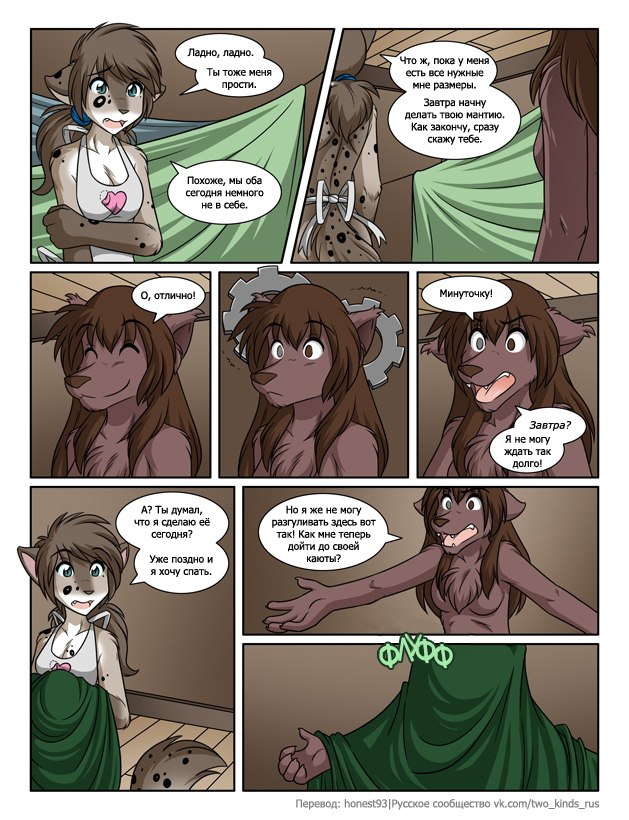 Ладно, ладно.
Ты тоже меня
прости.
Похоже, мы оба
сегодня немного
не в себе.
Что ж, пока у меня
есть все нужные
мне размеры.
Завтра начну
делать твою мантию.
Как закончу, сразу
скажу тебе.
О, отлично!
Минуточку!
Завтра?
Я не могу
ждать так
долго!
А? Ты думал,
что я сделаю её
сегодня?
Уже поздно и
я хочу спать.
Но я же не могу
разгуливать здесь вот
так! Как мне теперь
дойти до своей
каюты?
ФЛУФФ
Перевод: honest93|Русское сообщество vk.com/two_kinds_rus